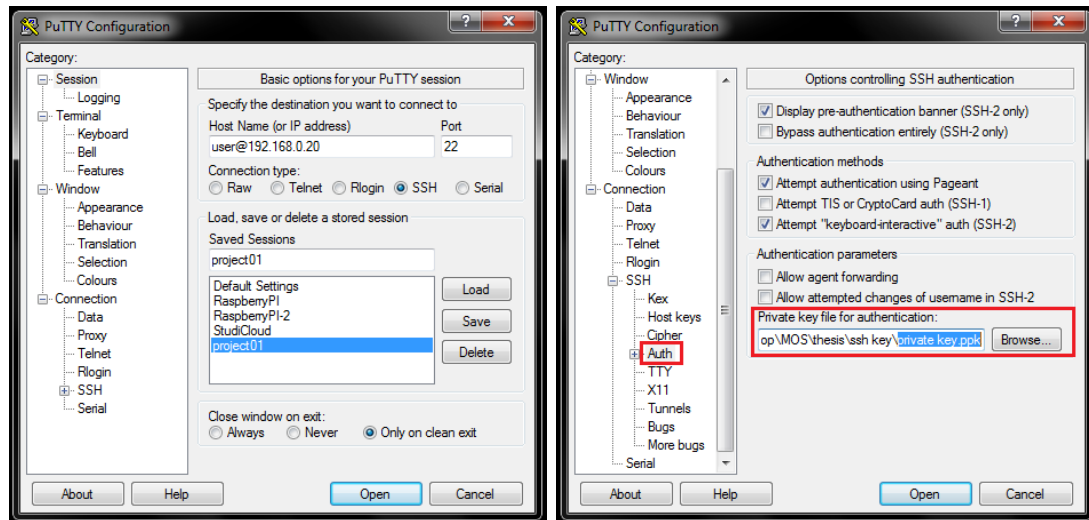 PuTTY Configuration
Category:
Session
Logging
Terminal
Keyboard
Bell
Features
Window
Appearance
Behaviour
Translation
Selection
Colours
Connection
Data
Proxy
Telnet
Rlogin
SSH
Serial
Basic options for your PuTTY session
Specify the destination you want to connect to
Host Name (or IP address) Port
user@192.168.0.20 22
Connection type:
Raw Telnet Rlogin SSH Serial
Load, save or delete a stored session
Saved Sessions
project01
Default Settings
RaspberryPI
RaspberryPI-2
StudiCloud
project01
Load
Save
Delete
Close window on exit:
Always Never Only on clean exit
About Help Open Cancel
PuTTY Configuration
Category:
Window
Appearance
Behaviour
Translation
Selection
Colours
Connection
Data
Proxy
Telnet
Rlogin
SSH
Kex
Host keys
Cipher
Auth
TTY
X11
Tunnels
Bugs
More bugs
Serial
Options controlling SSH authentication
Display pre-authentication banner (SSH-2 only)
Bypass authentication entirely (SSH-2 only)
Authentication methods
Attempt authentication using Pageant
Attempt TIS or CryptoCard auth (SSH-1)
Attempt "keyboard-interactive" auth (SSH-2)
Authentication parameters
Allow agent forwarding
Allow attempted changes of username in SSH-2
Private key file for authentication:
op\MOS\thesis\ssh key\private key.ppk Browse...
About Help Open Cancel